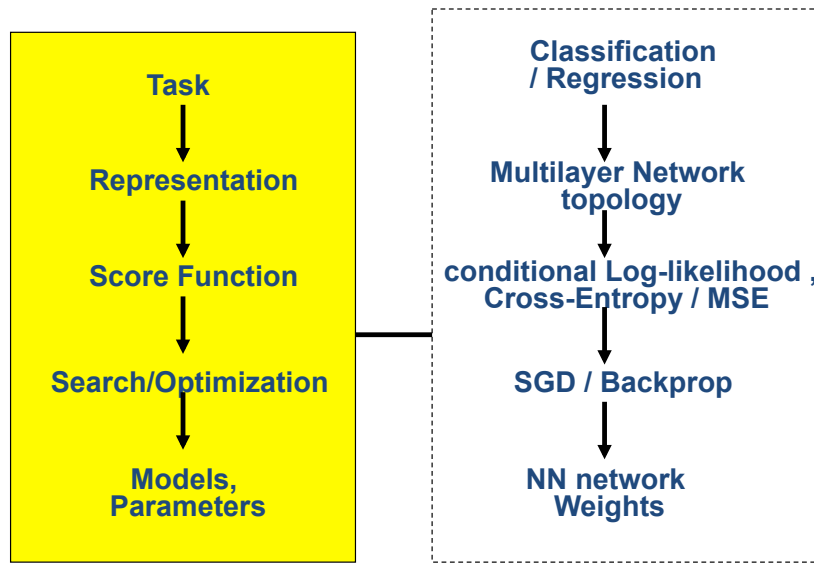 Task
Representation
Score Function
Search/Optimization
Models,
Parameters
Classification
/ Regression
Multilayer Network
topology
conditional Log-likelihood ,
Cross-Entropy / MSE
SGD / Backprop
NN network
Weights